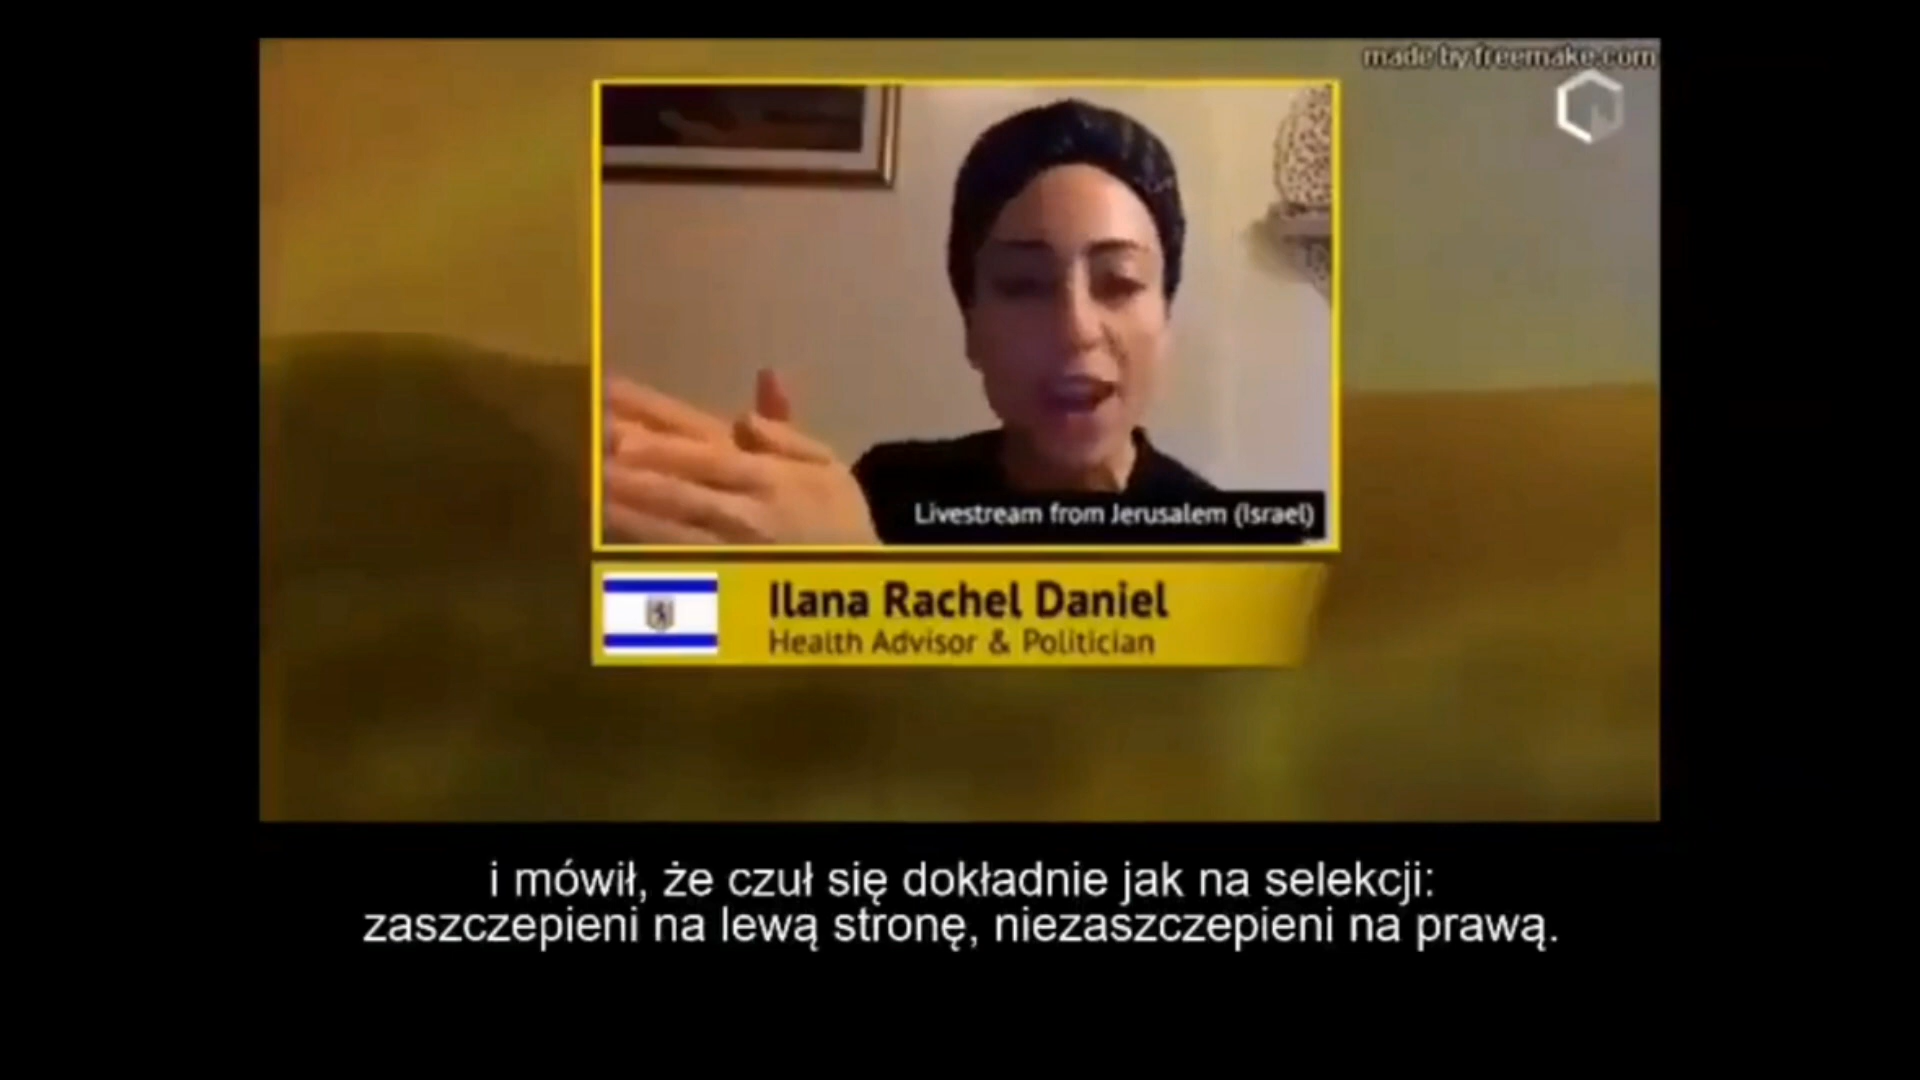 made by freemake.com
Livestream from Jerusalem (Israel)
Ilana Rachel Daniel
Health Advisor & Politician
i mówił, że czuł się dokładnie jak na selekcji:
zaszczepieni na lewą stronę, niezaszczepieni na prawą.